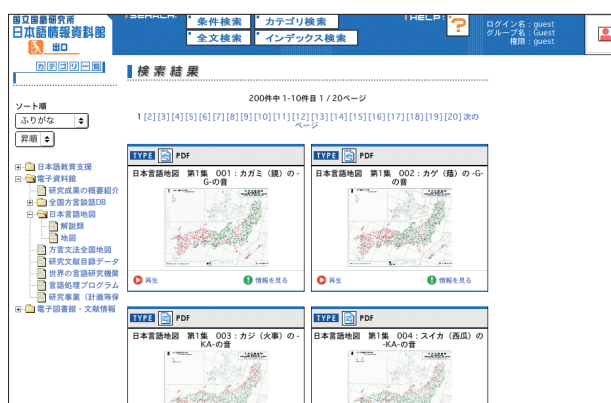 国立国語研究所
日本語情報資料館
出口
SEARCH:
条件検索
カテゴリ検索
全文検索
インデックス検索
HELP:
?
ログイン名：guest
グループ名：Guest
権限：guest
カテゴリ一覧
ソート順
ふりがな
昇順
日本語教育支援
電子資料館
研究成果の概要紹介
全国方言談話DB
日本言語地図
解説類
地図
方言文法全国地図
研究文献目録データ
世界の言語研究機関
言語処理プログラム
研究事業（計画等保
電子図書館・文献情報
検索結果
200件中 1-10件目 1 / 20ページ
1 [2] [3] [4] [5] [6] [7] [8] [9] [10] [11] [12] [13] [14] [15] [16] [17] [18] [19] [20] 次の
ページ
TYPE PDF
日本言語地図　第1集　001：カガミ（鏡）の -
G-の音
再生
情報を見る
TYPE PDF
日本言語地図　第1集　002：カゲ（蔭）の -G-
の音
再生
情報を見る
TYPE PDF
日本言語地図　第1集　003：カジ（火事）の -
KA-の音
TYPE PDF
日本言語地図　第1集　004：スイカ（西瓜）の
-KA-の音